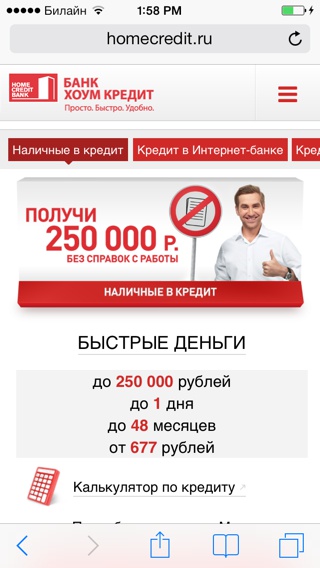 Билайн 1:58 PM
homecredit.ru
HOME CREDIT BANK
БАНК
ХОУМ КРЕДИТ
Просто. Быстро. Удобно.
Наличные в кредит Кредит в Интернет-банке Кред
ПОЛУЧИ
250 000 Р.
БЕЗ СПРАВОК С РАБОТЫ
НАЛИЧНЫЕ В КРЕДИТ
БЫСТРЫЕ ДЕНЬГИ
до 250 000 рублей
до 1 дня
до 48 месяцев
от 677 рублей
Калькулятор по кредиту